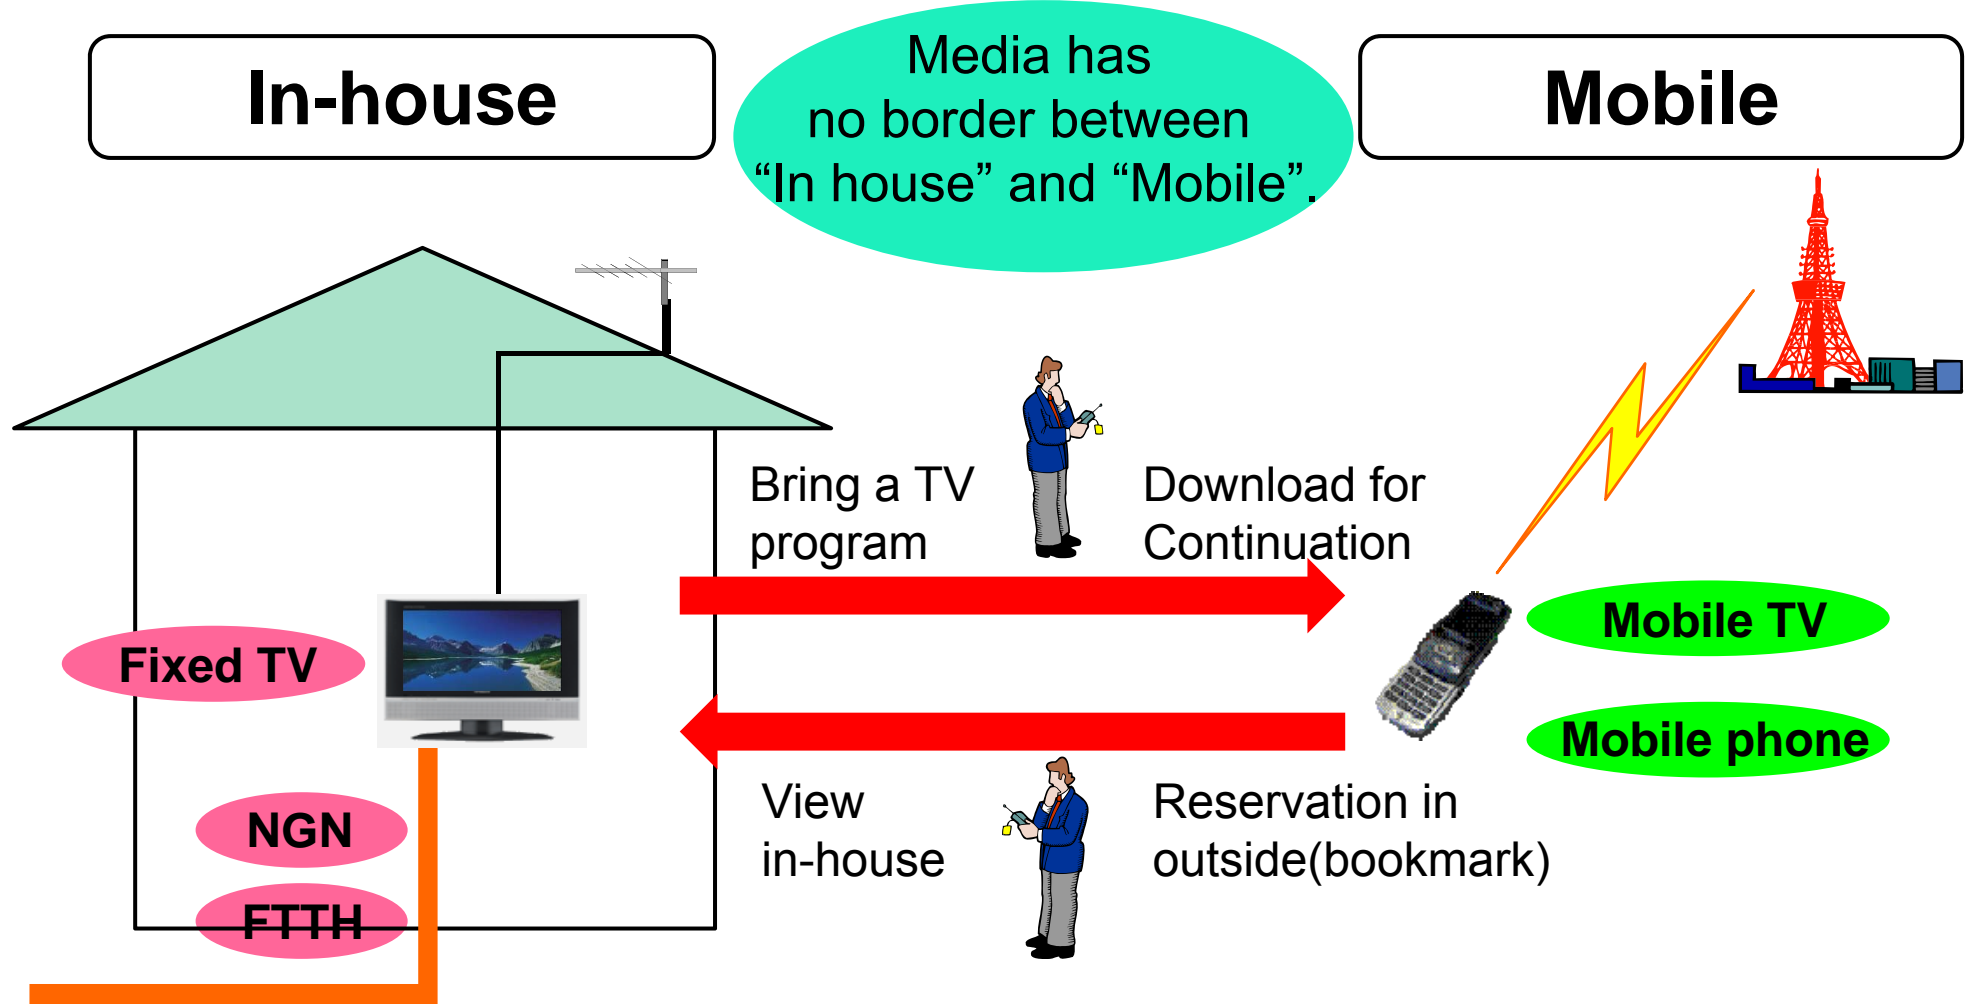 In-house
Media has
no border between
“In house” and “Mobile”.
Mobile
Bring a TV
program
Download for
Continuation
Fixed TV
Mobile TV
Mobile phone
NGN
FTTH
View
in-house
Reservation in
outside(bookmark)